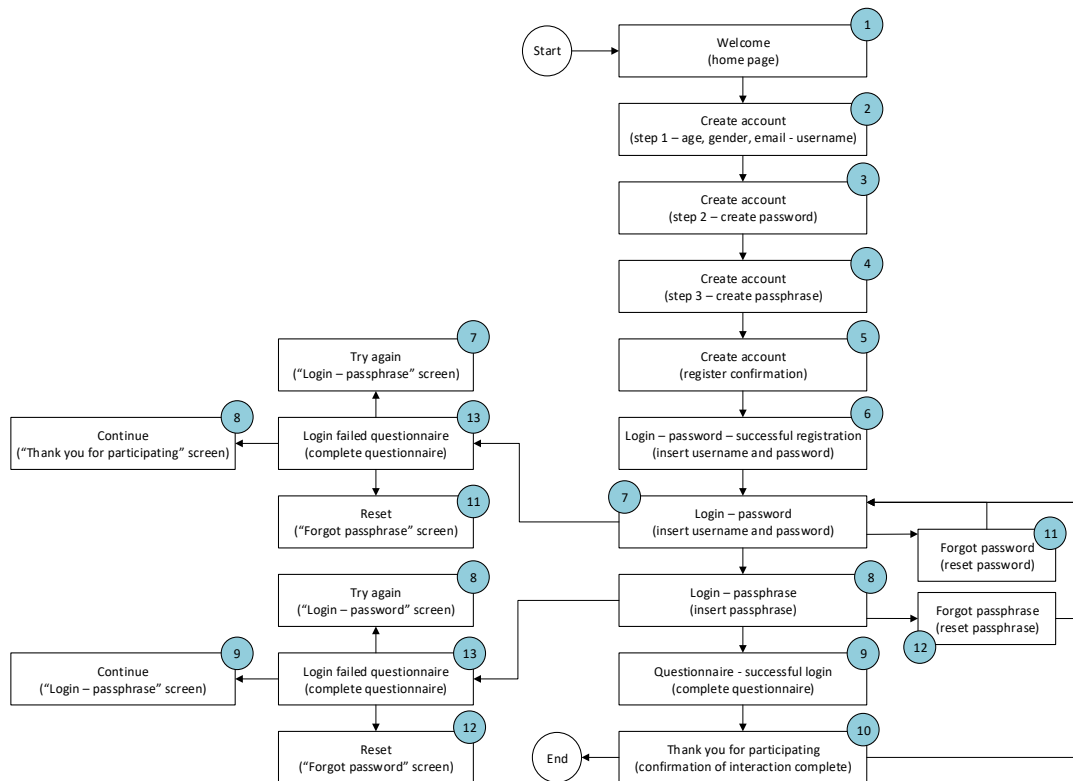 1
Start
Welcome
(home page)
2
Create account
(step 1 – age, gender, email - username)
3
Create account
(step 2 – create password)
4
Create account
(step 3 – create passphrase)
7
Try again
(“Login – passphrase” screen)
5
Create account
(register confirmation)
8
Continue
(“Thank you for participating” screen)
13
Login failed questionnaire
(complete questionnaire)
6
Login – password – successful registration
(insert username and password)
11
Reset
(“Forgot passphrase” screen)
7
Login – password
(insert username and password)
11
Forgot password
(reset password)
8
Try again
(“Login – password” screen)
8
Login – passphrase
(insert passphrase)
Forgot passphrase
(reset passphrase)
12
9
Continue
(“Login – passphrase” screen)
13
Login failed questionnaire
(complete questionnaire)
9
Questionnaire - successful login
(complete questionnaire)
12
Reset
(“Forgot password” screen)
End
10
Thank you for participating
(confirmation of interaction complete)